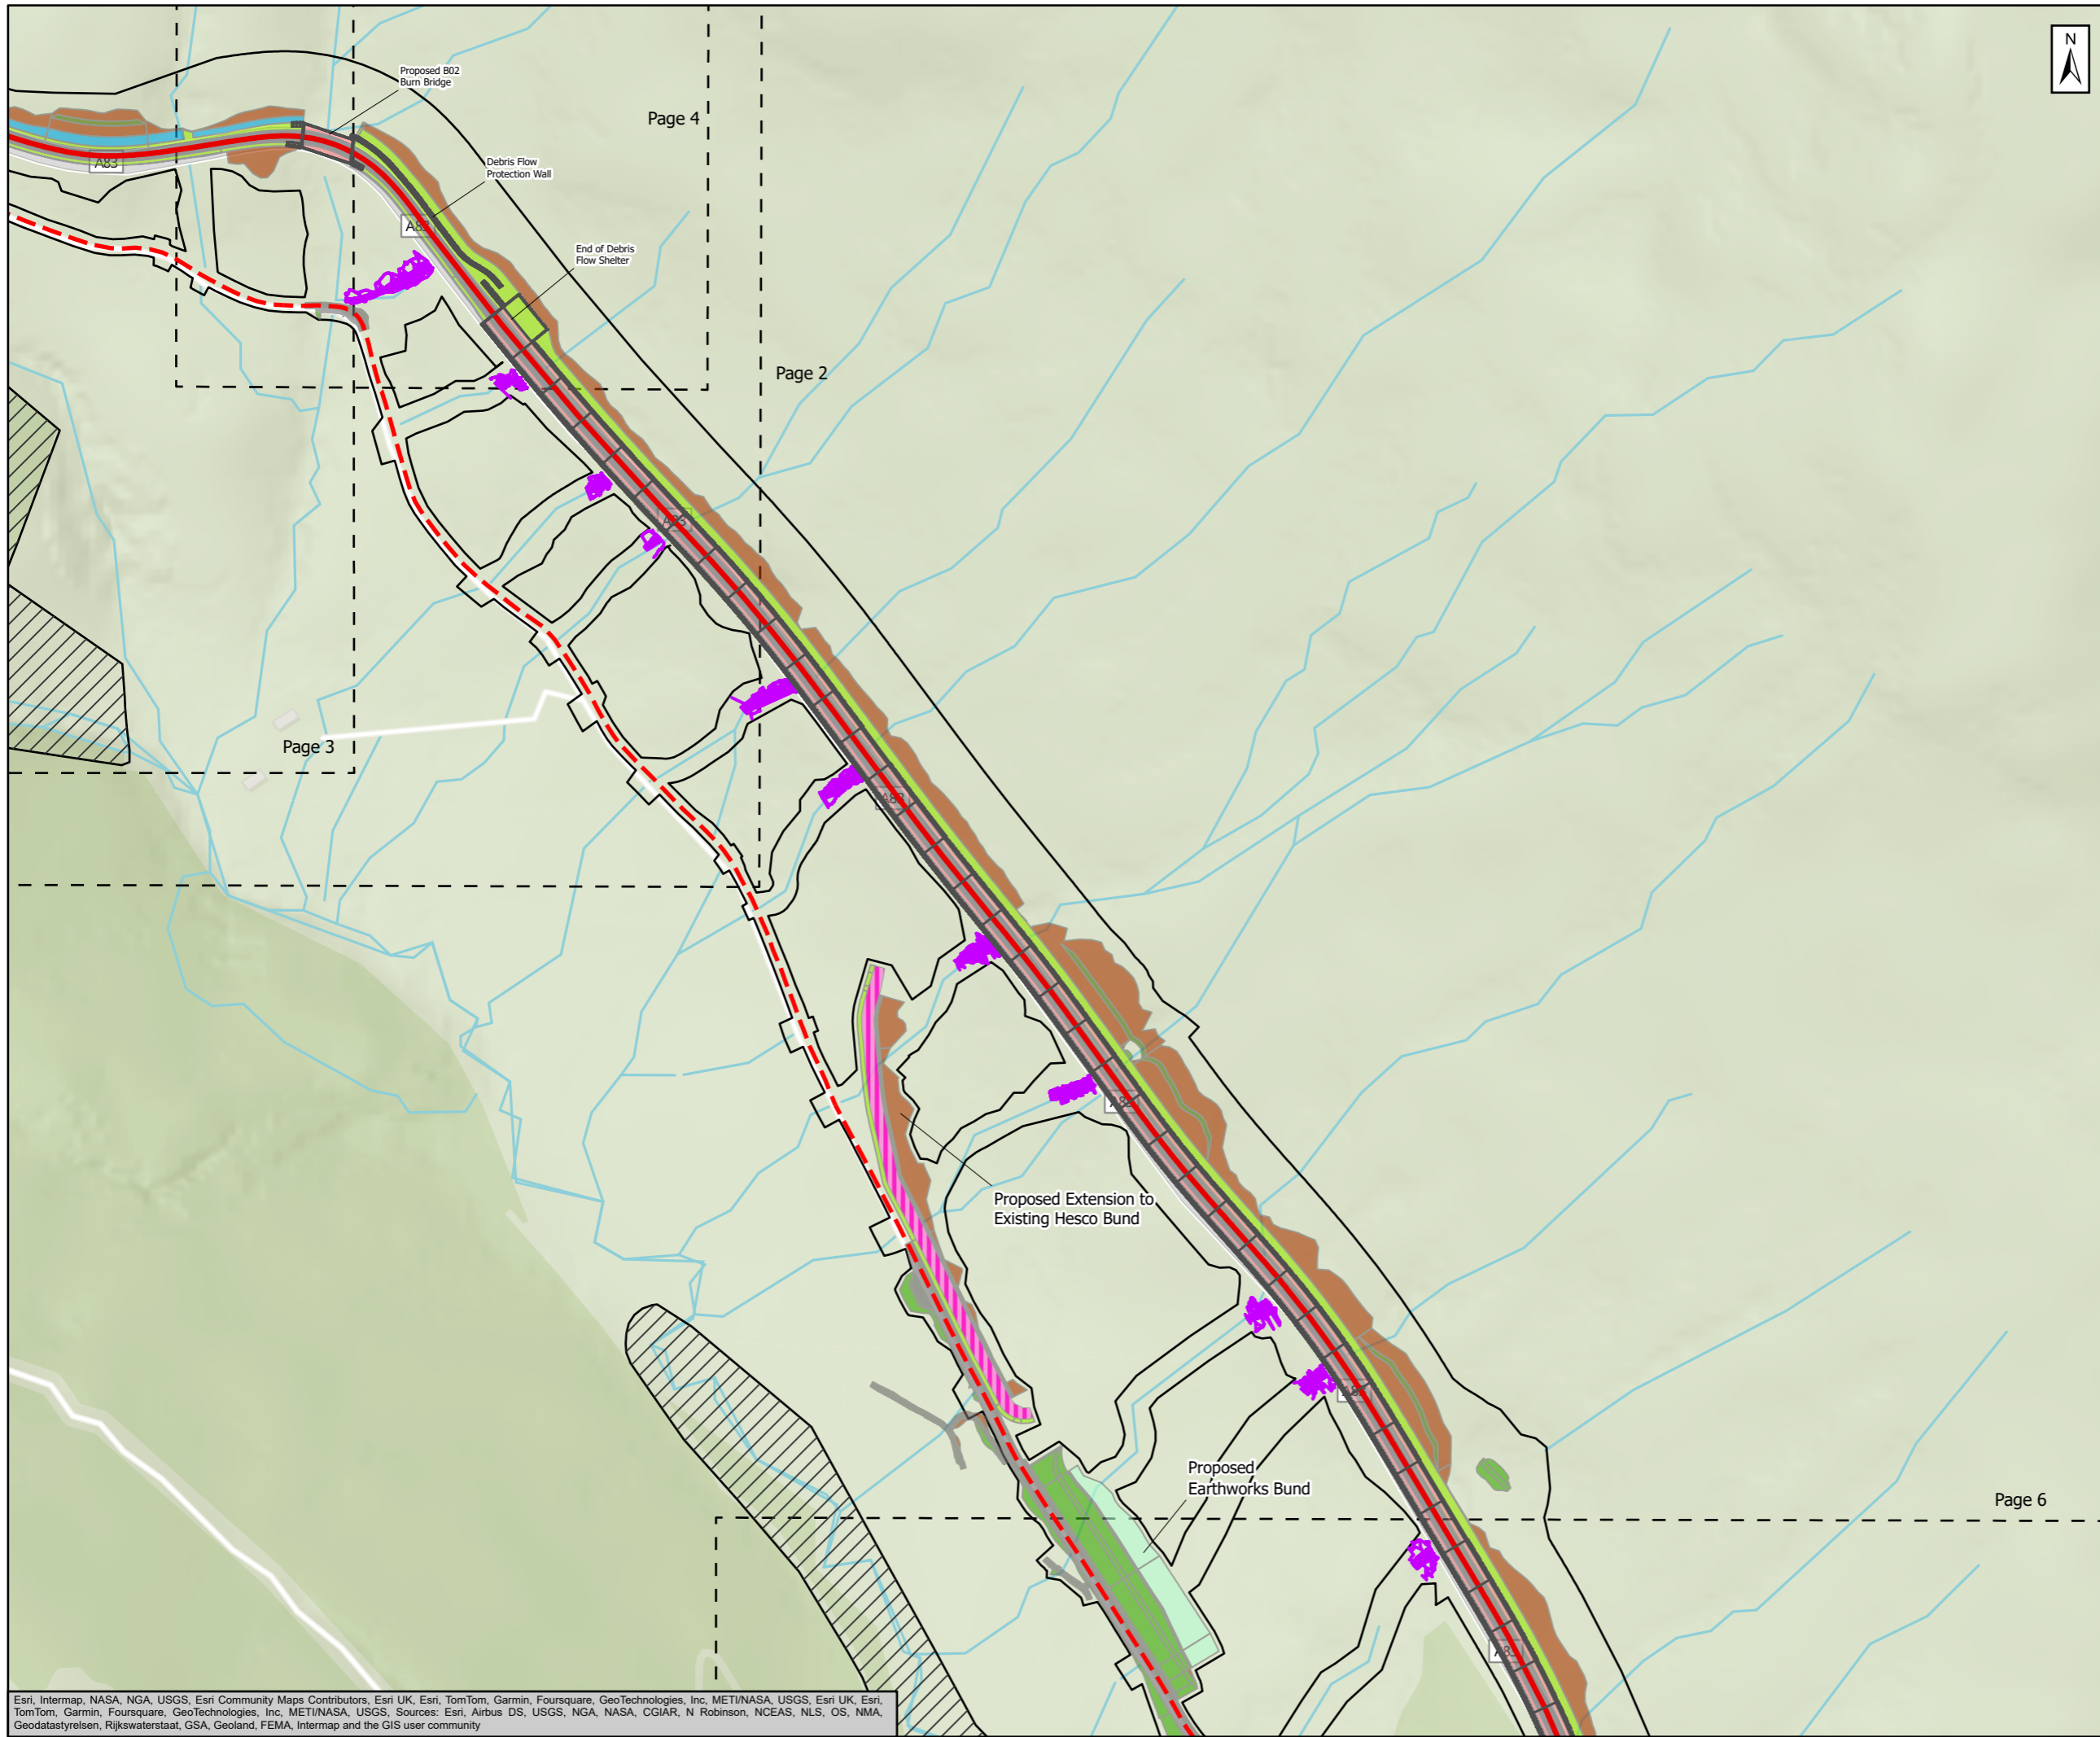 N
Proposed B02
Burn Bridge
Page 4
A83
Debris Flow
Protection Wall
A83
End of Debris
Flow Shelter
Page 2
A83
Page 3
A83
A83
Proposed Extension to
Existing Hesco Bund
A83
Proposed
Earthworks Bund
Page 6
A83
Esri, Intermap, NASA, NGA, USGS, Esri Community Maps Contributors, Esri UK, Esri, TomTom, Garmin, Foursquare, GeoTechnologies, Inc, METI/NASA, USGS, Esri UK, Esri,
TomTom, Garmin, Foursquare, GeoTechnologies, Inc, METI/NASA, USGS, Sources: Esri, Airbus DS, USGS, NGA, NASA, CGIAR, N Robinson, NCEAS, NLS, OS, NMA,
Geodatastyrelsen, Rijkswaterstaat, GSA, Geoland, FEMA, Intermap and the GIS user community